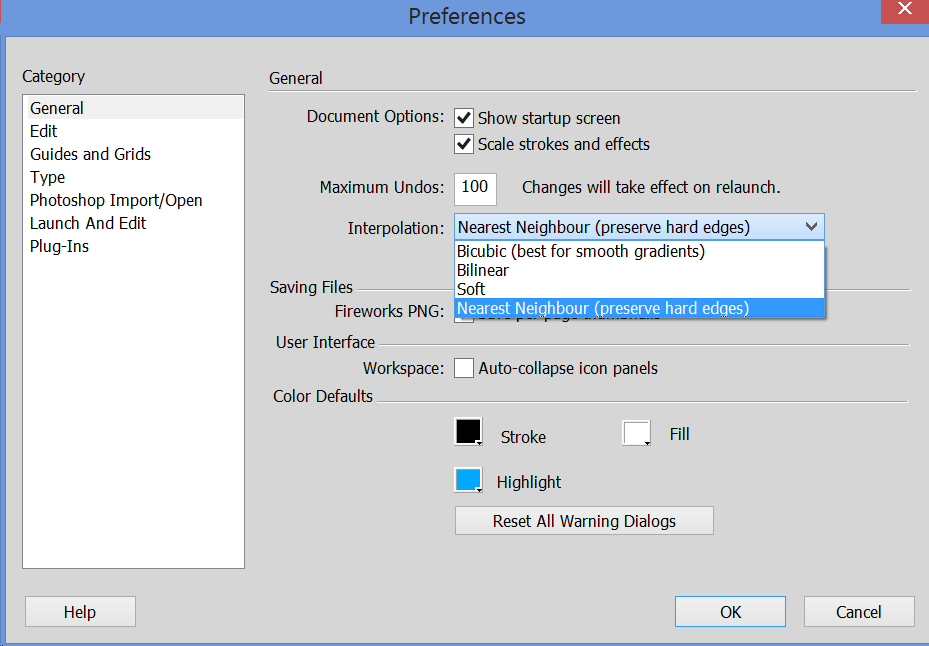 Preferences
Category
General
Edit
Guides and Grids
Type
Photoshop Import/Open
Launch And Edit
Plug-Ins
General
Document Options: Show startup screen
Scale strokes and effects
Maximum Undos: 100 Changes will take effect on relaunch.
Interpolation: Nearest Neighbour (preserve hard edges)
Bicubic (best for smooth gradients)
Bilinear
Soft
Nearest Neighbour (preserve hard edges)
Saving Files
Fireworks PNG:
User Interface
Workspace: Auto-collapse icon panels
Color Defaults
Stroke Fill
Highlight
Reset All Warning Dialogs
Help OK Cancel